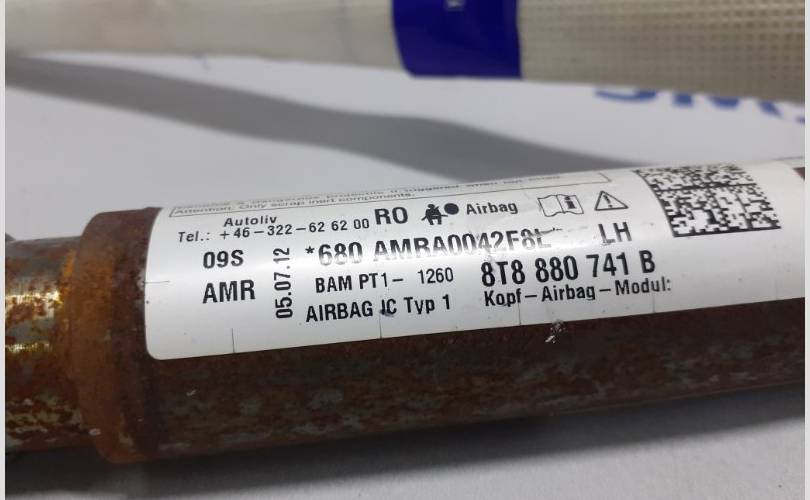 Attention: Only scrap inert components.
Autoliv
Tel.: +46-322-62 62 00 RO Airbag
09S *680 AMRA0042F8L LH
AMR 05.07.12 BAM PT1- 1260 8T8 880 741 B
AIRBAG IC Typ 1 Kopf-Airbag-Modul: